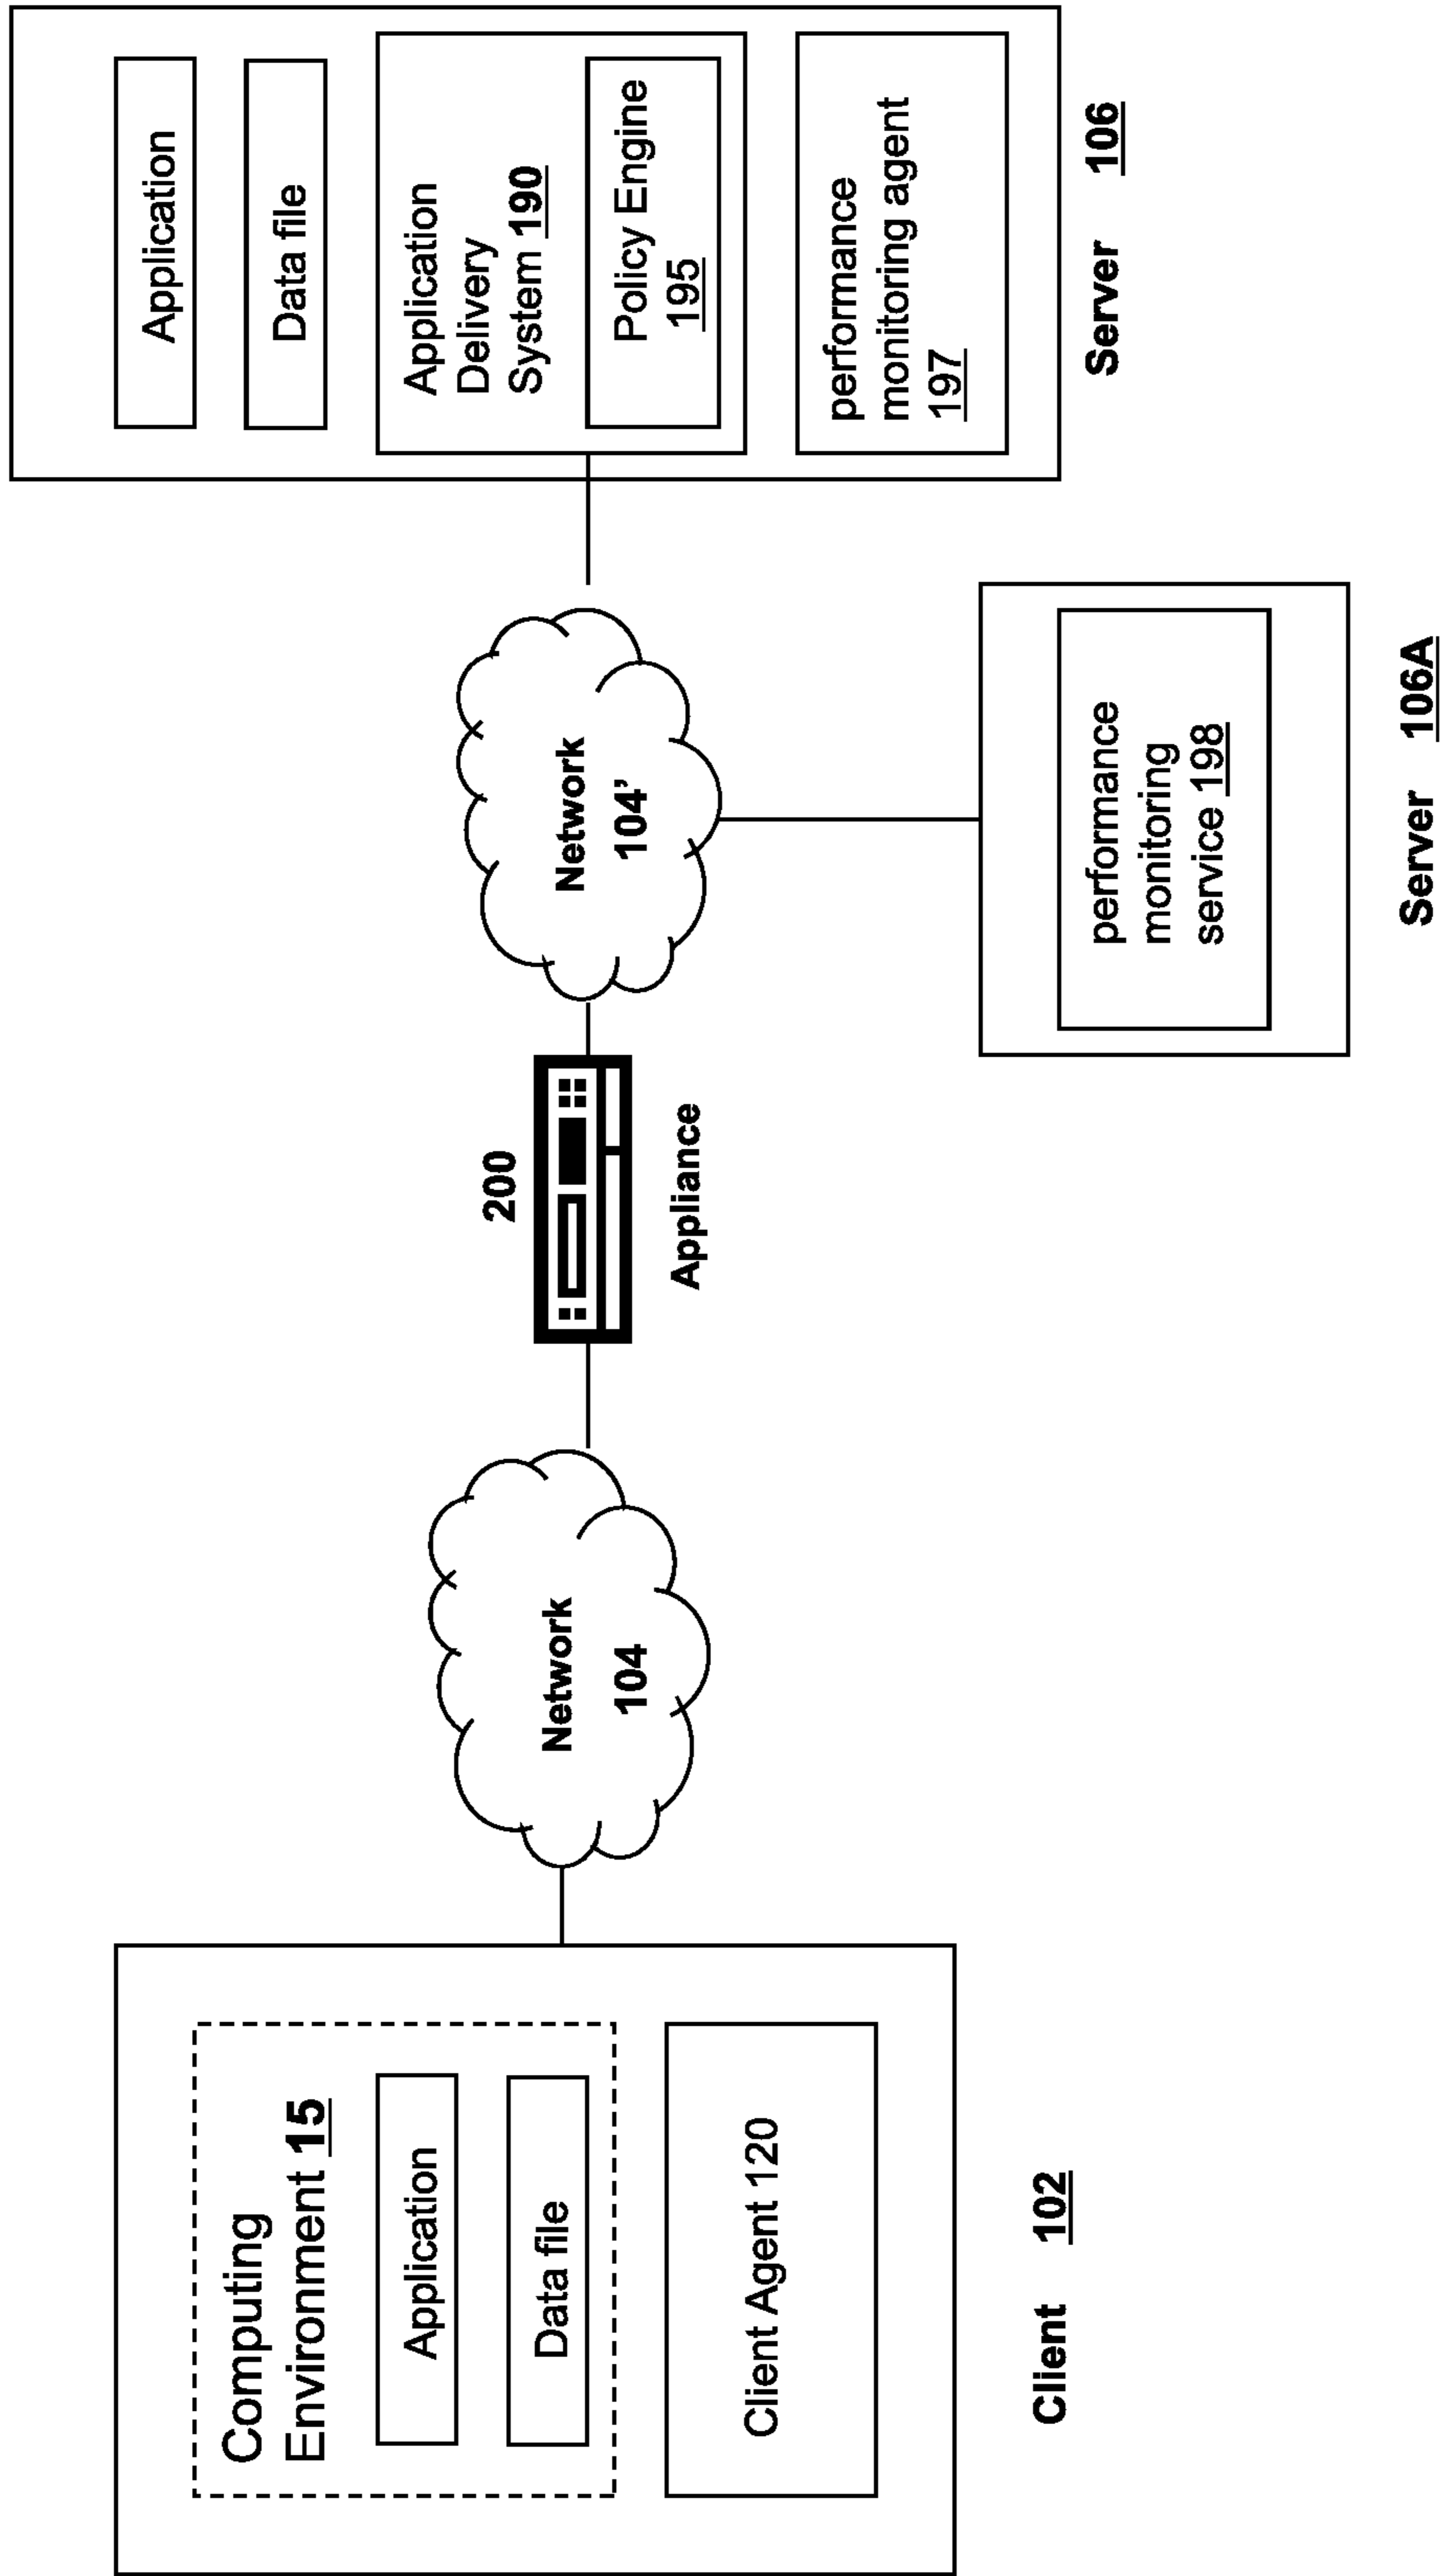 Computing
Environment 15
Application
Data file
Client Agent 120
Client 102
Network
104
200
Appliance
Network
104’
performance
monitoring
service 198
Server 106A
Application
Data file
Application
Delivery
System 190
Policy Engine
195
performance
monitoring agent
197
Server 106